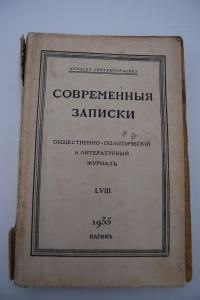 СОВРЕМЕННЫЯ
ЗАПИСКИ
ОБЩЕСТВЕННО-ПОЛИТИЧЕСКІЙ
и ЛИТЕРАТУРНЫЙ
ЖУРНАЛЪ
LVIII
1935
ПАРИЖЪ